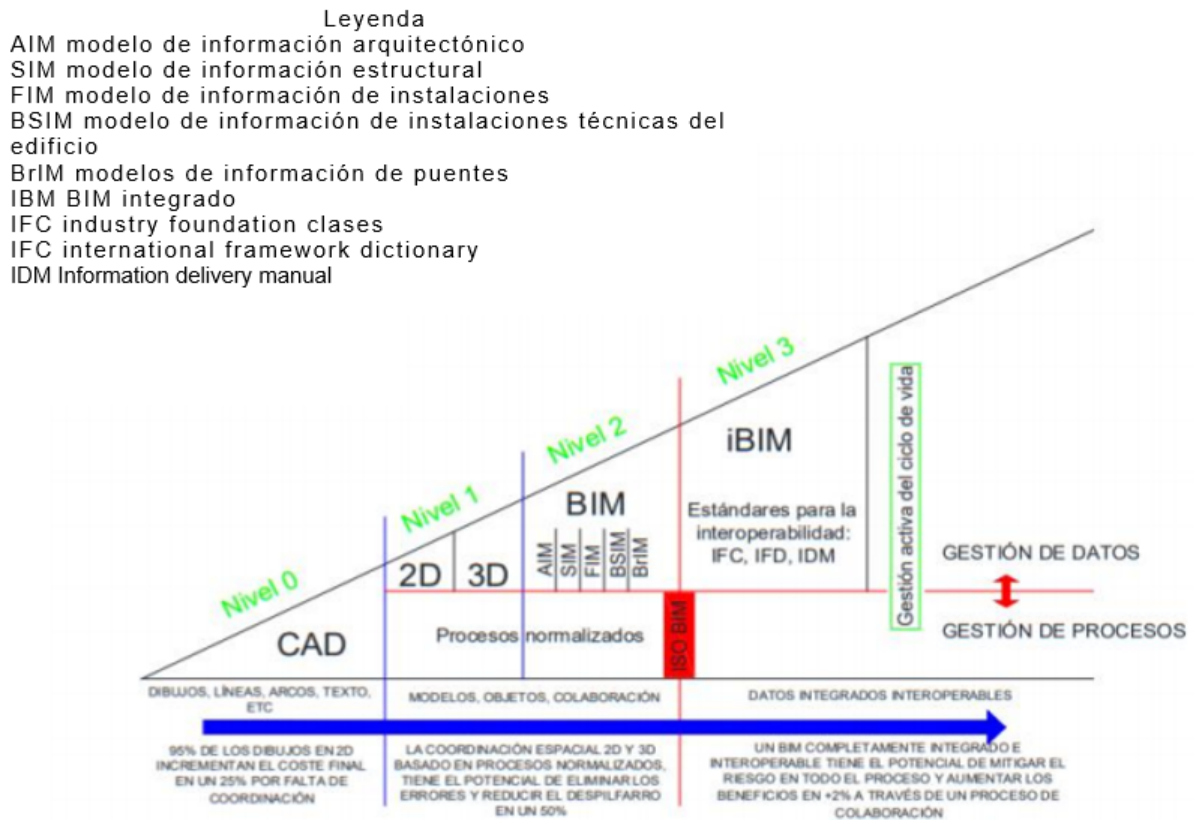 Leyenda
AIM modelo de información arquitectónico
SIM modelo de información estructural
FIM modelo de información de instalaciones
BSIM modelo de información de instalaciones técnicas del
edificio
BrIM modelos de información de puentes
IBM BIM integrado
IFC industry foundation clases
IFC international framework dictionary
IDM Information delivery manual
Nivel 0
Nivel 1
Nivel 2
Nivel 3
CAD
2D
3D
BIM
AIM
SIM
FIM
BSIM
BrIM
iBIM
Estándares para la
interoperabilidad:
IFC, IFD, IDM
Gestión activa del ciclo de vida
GESTIÓN DE DATOS
GESTIÓN DE PROCESOS
Procesos normalizados
ISO BIM
DIBUJOS, LÍNEAS, ARCOS, TEXTO,
ETC
MODELOS, OBJETOS, COLABORACIÓN
DATOS INTEGRADOS INTEROPERABLES
95% DE LOS DIBUJOS EN 2D
INCREMENTAN EL COSTE FINAL
EN UN 25% POR FALTA DE
COORDINACIÓN
LA COORDINACIÓN ESPACIAL 2D Y 3D
BASADO EN PROCESOS NORMALIZADOS,
TIENE EL POTENCIAL DE ELIMINAR LOS
ERRORES Y REDUCIR EL DESPILFARRO
EN UN 50%
UN BIM COMPLETAMENTE INTEGRADO E
INTEROPERABLE TIENE EL POTENCIAL DE MITIGAR EL
RIESGO EN TODO EL PROCESO Y AUMENTAR LOS
BENEFICIOS EN +2% A TRAVÉS DE UN PROCESO DE
COLABORACIÓN